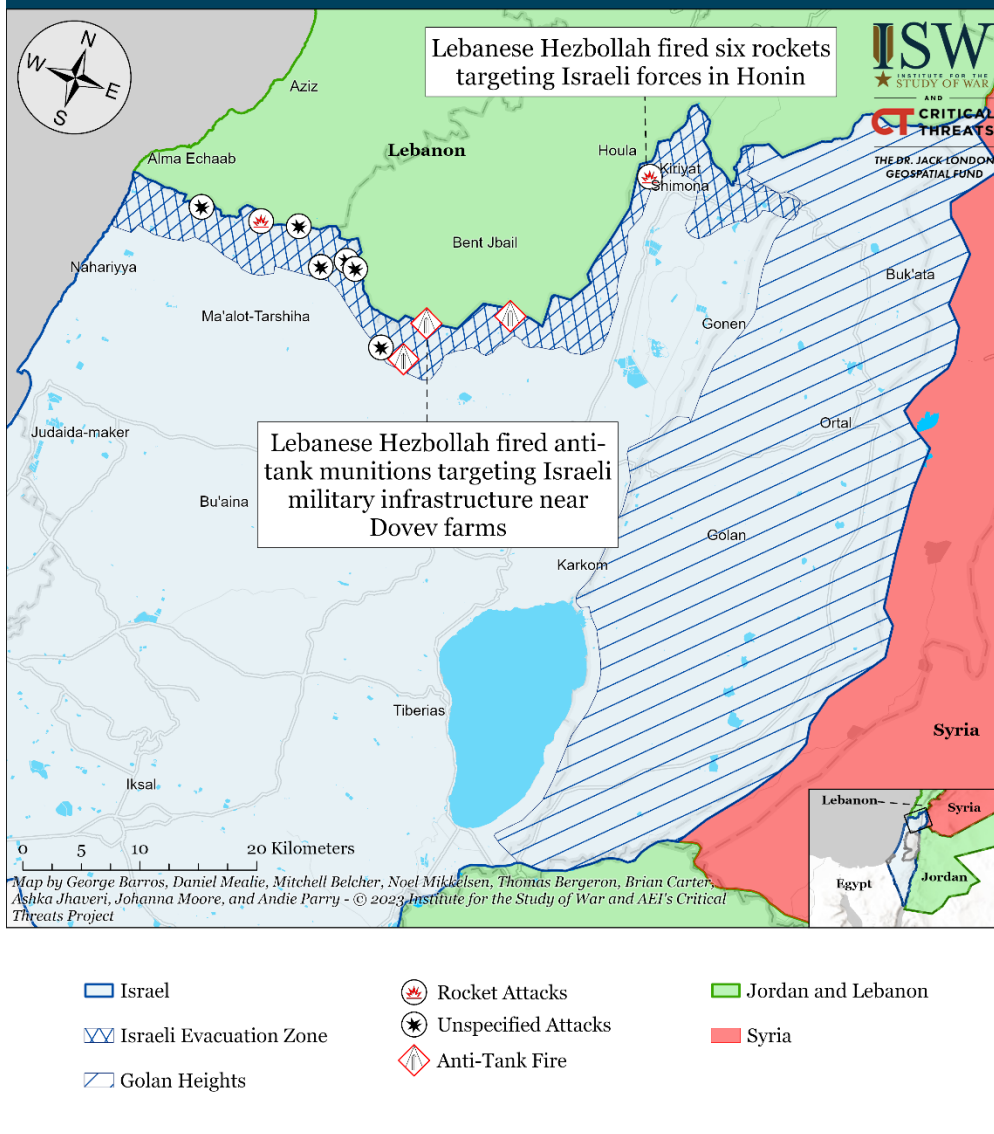 N
W
E
S
Lebanese Hezbollah fired six rockets
targeting Israeli forces in Honin
ISW
INSTITUTE FOR THE
STUDY OF WAR
AND
CT CRITICAL
THREATS
THE DR. JACK LONDON
GEOSPATIAL FUND
Aziz
Alma Echaab
Lebanon
Houla
Kiriyat
Shimona
Bent Jbail
Nahariyya
Buk'ata
Ma'alot-Tarshiha
Gonen
Judaida-maker
Ortal
Lebanese Hezbollah fired anti-
tank munitions targeting Israeli
military infrastructure near
Dovev farms
Bu'aina
Golan
Karkom
Tiberias
Syria
Iksal
0 5 10 20 Kilometers
Map by George Barros, Daniel Mealie, Mitchell Belcher, Noel Mikkelsen, Thomas Bergeron, Brian Carter,
Ashka Jhaveri, Johanna Moore, and Andie Parry - © 2023 Institute for the Study of War and AEI's Critical
Threats Project
Lebanon
Syria
Egypt
Jordan
Israel
Israeli Evacuation Zone
Golan Heights
Rocket Attacks
Unspecified Attacks
Anti-Tank Fire
Jordan and Lebanon
Syria